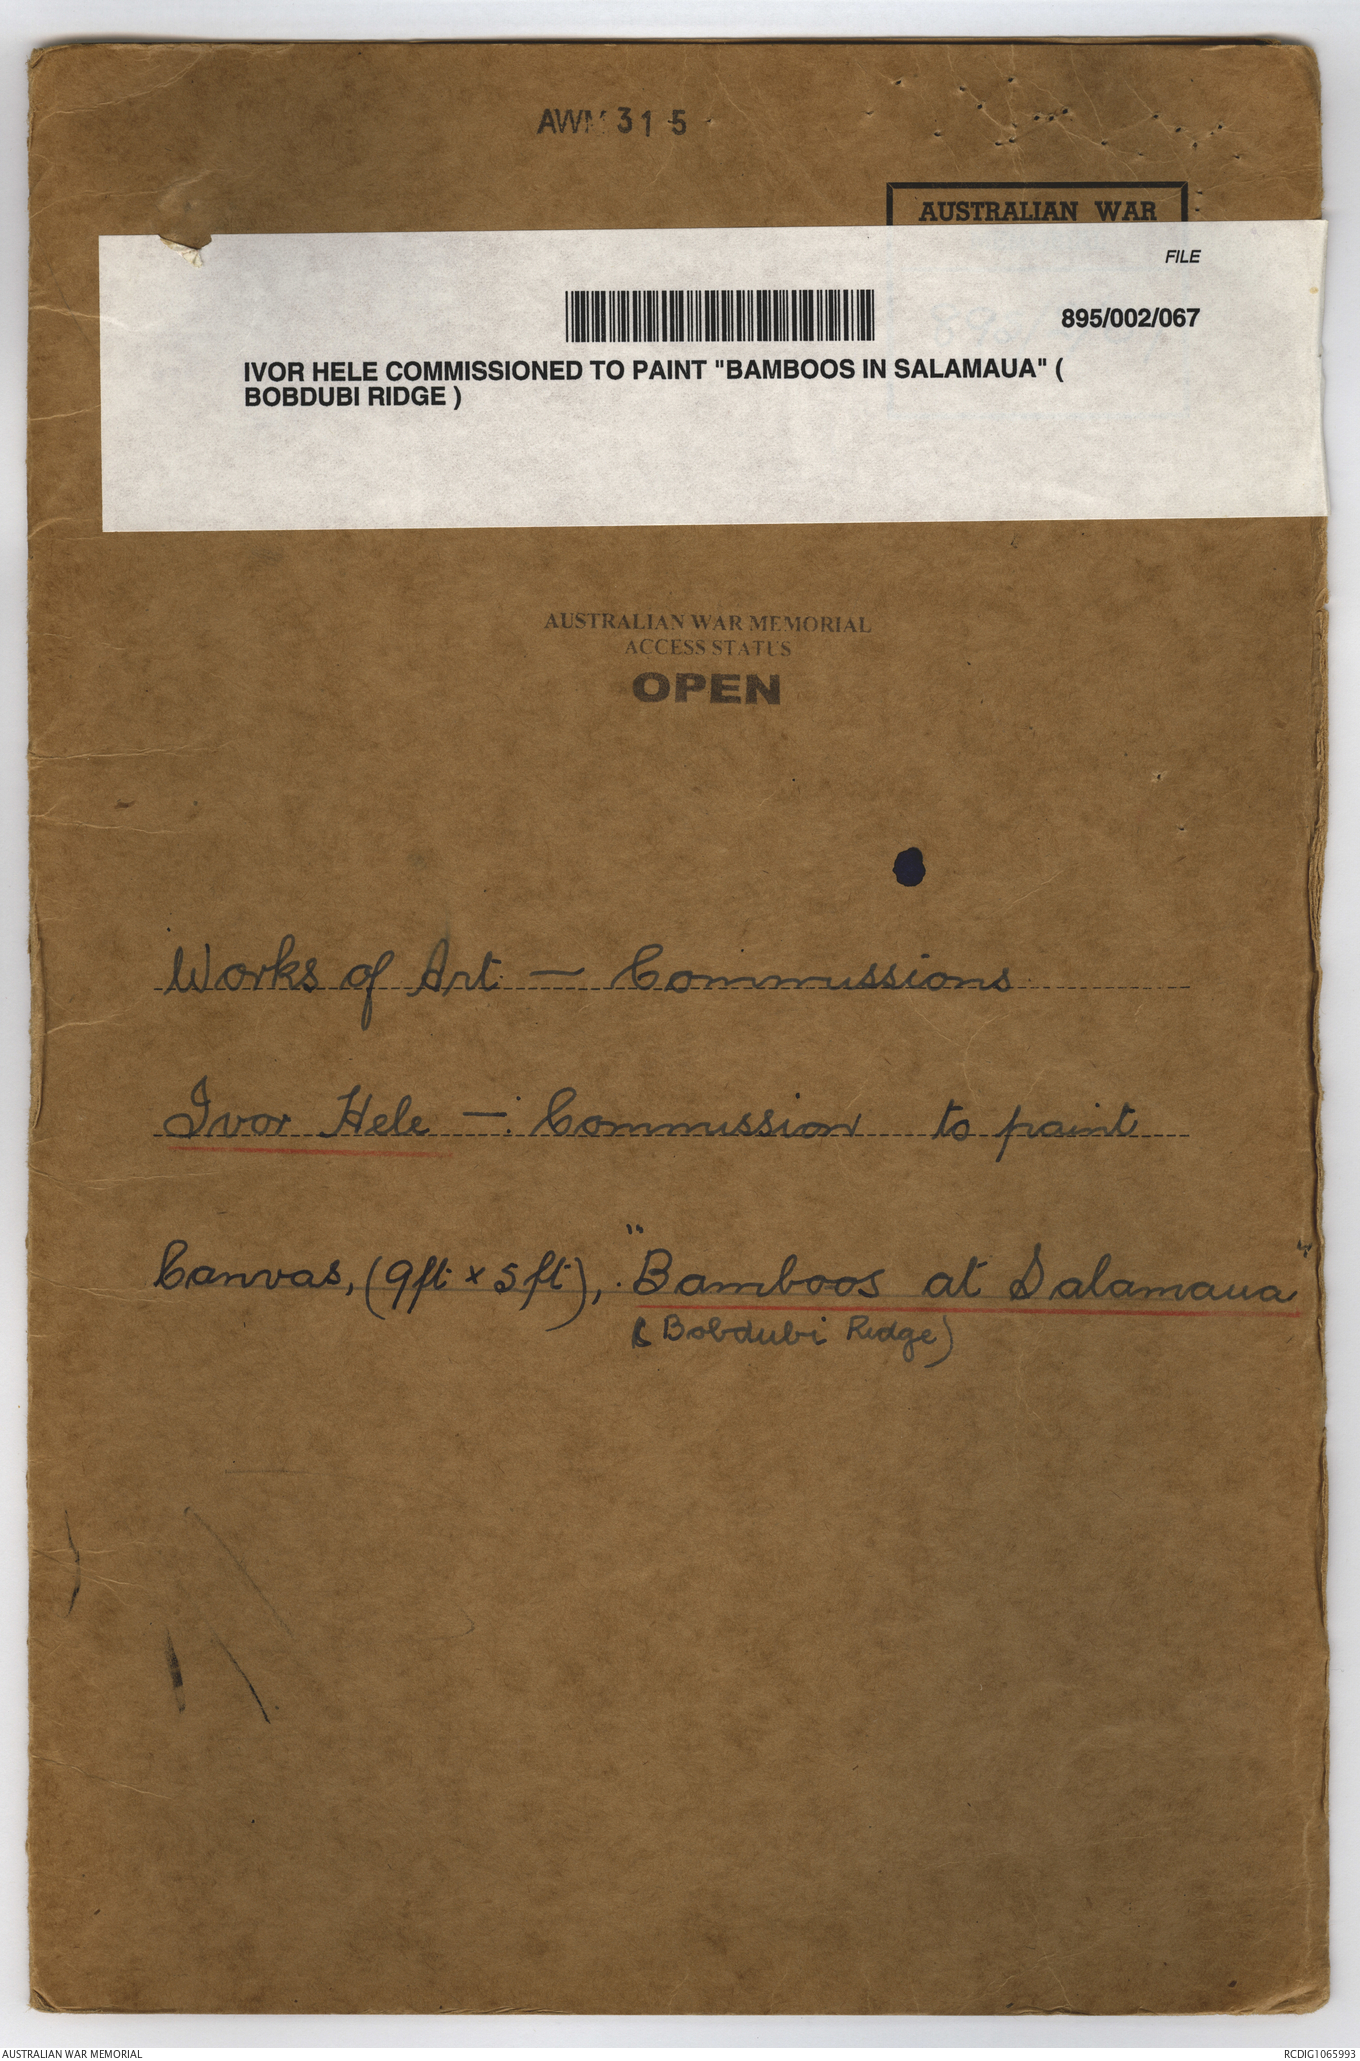 AWM 315
AUSTRALIAN WAR
FILE
895/002/067
IVOR HELE COMMISSIONED TO PAINT "BAMBOOS IN SALAMAUA" (
BOBDUBI RIDGE )
AUSTRALIAN WAR MEMORIAL
ACCESS STATUS
OPEN
Works of Art — Commissions
Ivor Hele — Commission to paint
Canvas, (9ft x 5ft), "Bamboos at Salamaua
(Bobdubi Ridge)
AUSTRALIAN WAR MEMORIAL
RCDIG1065993